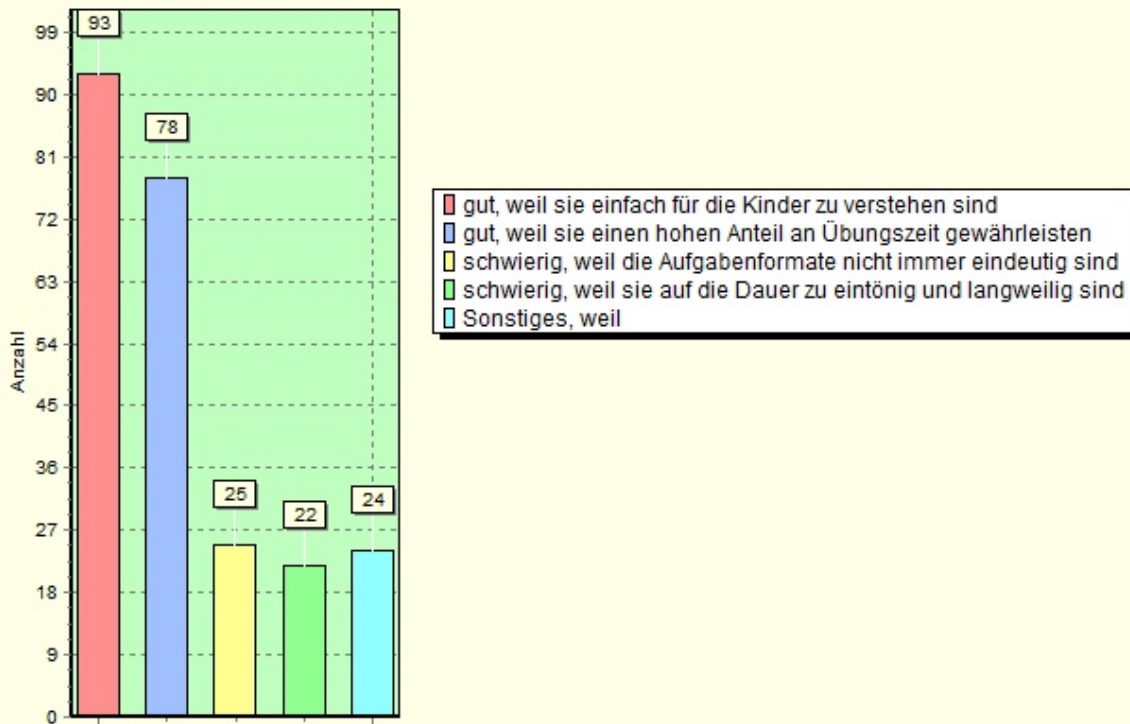 93
78
25
22
24
99
90
81
72
63
54
45
36
27
18
9
0
Anzahl
gut, weil sie einfach für die Kinder zu verstehen sind
gut, weil sie einen hohen Anteil an Übungszeit gewährleisten
schwierig, weil die Aufgabenformate nicht immer eindeutig sind
schwierig, weil sie auf die Dauer zu eintönig und langweilig sind
Sonstiges, weil